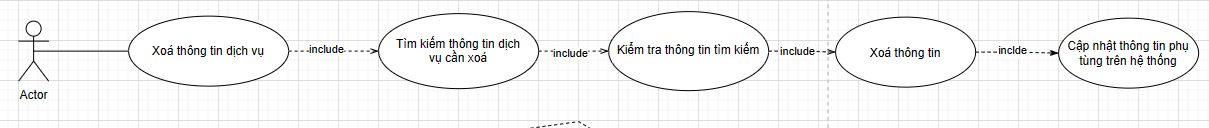 Xoá thông tin dịch vụ
include
Tìm kiếm thông tin dịch
vụ cần xoá
include
Kiểm tra thông tin tìm kiếm
include
Xoá thông tin
inclde
Cập nhật thông tin phụ
tùng trên hệ thống
Actor